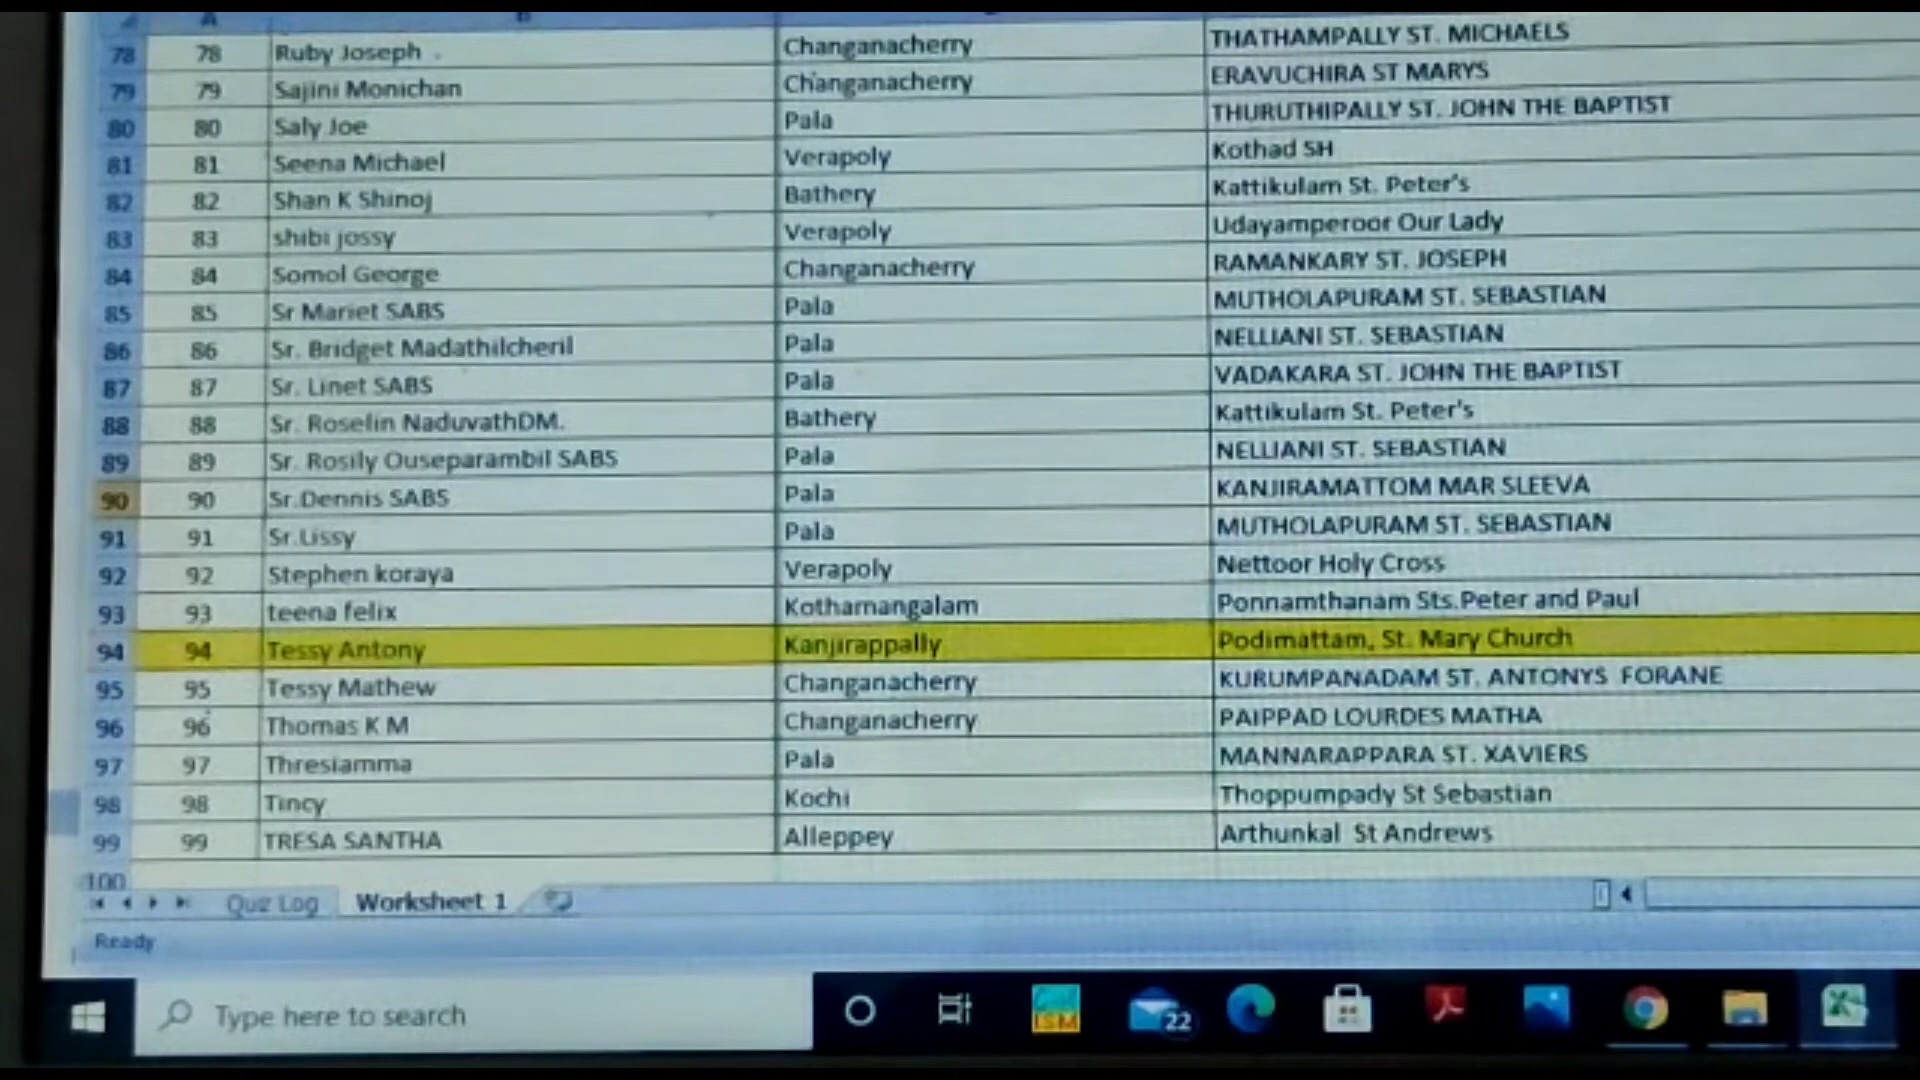 A
78 78 Ruby Joseph Changanacherry THATHAMPALLY ST. MICHAELS
79 79 Sajini Monichan Changanacherry ERAVUCHIRA ST MARYS
80 80 Saly Joe Pala THURUTHIPALLY ST. JOHN THE BAPTIST
81 81 Seena Michael Verapoly Kothad SH
82 82 Shan K Shinoj Bathery Kattikulam St. Peter's
83 83 shibi jossy Verapoly Udayamperoor Our Lady
84 84 Somol George Changanacherry RAMANKARY ST. JOSEPH
85 85 Sr Mariet SABS Pala MUTHOLAPURAM ST. SEBASTIAN
86 86 Sr. Bridget Madathilcheril Pala NELLIANI ST. SEBASTIAN
87 87 Sr. Linet SABS Pala VADAKARA ST. JOHN THE BAPTIST
88 88 Sr. Roselin NaduvathDM. Bathery Kattikulam St. Peter's
89 89 Sr. Rosily Ouseparambil SABS Pala NELLIANI ST. SEBASTIAN
90 90 Sr.Dennis SABS Pala KANJIRAMATTOM MAR SLEEVA
91 91 Sr.Lissy Pala MUTHOLAPURAM ST. SEBASTIAN
92 92 Stephen koraya Verapoly Nettoor Holy Cross
93 93 teena felix Kothamangalam Ponnamthanam Sts.Peter and Paul
94 94 Tessy Antony Kanjirappally Podimattam, St. Mary Church
95 95 Tessy Mathew Changanacherry KURUMPANADAM ST. ANTONYS FORANE
96 96 Thomas K M Changanacherry PAIPPAD LOURDES MATHA
97 97 Thresiamma Pala MANNARAPPARA ST. XAVIERS
98 98 Tincy Kochi Thoppumpady St Sebastian
99 99 TRESA SANTHA Alleppey Arthunkal St Andrews
100
Quiz Log Worksheet 1
Ready
Type here to search
ISM
22